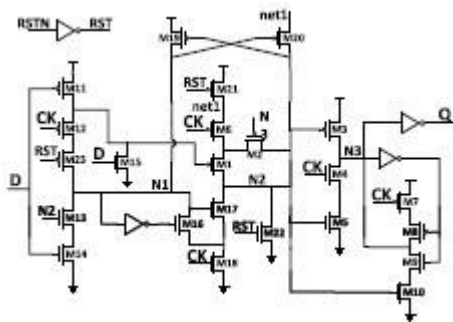 RSTN RST
net1
M19 M20
M11 RST M21
net1
CK M12 CK M6 N 3 M3 Q
RST M23 D M15 M1 M2 CK M4 N3
D N1 N2 CK M7
N2 M13 M16 M17 RST M22 M5 M8
M14 CK M18 M9
M10